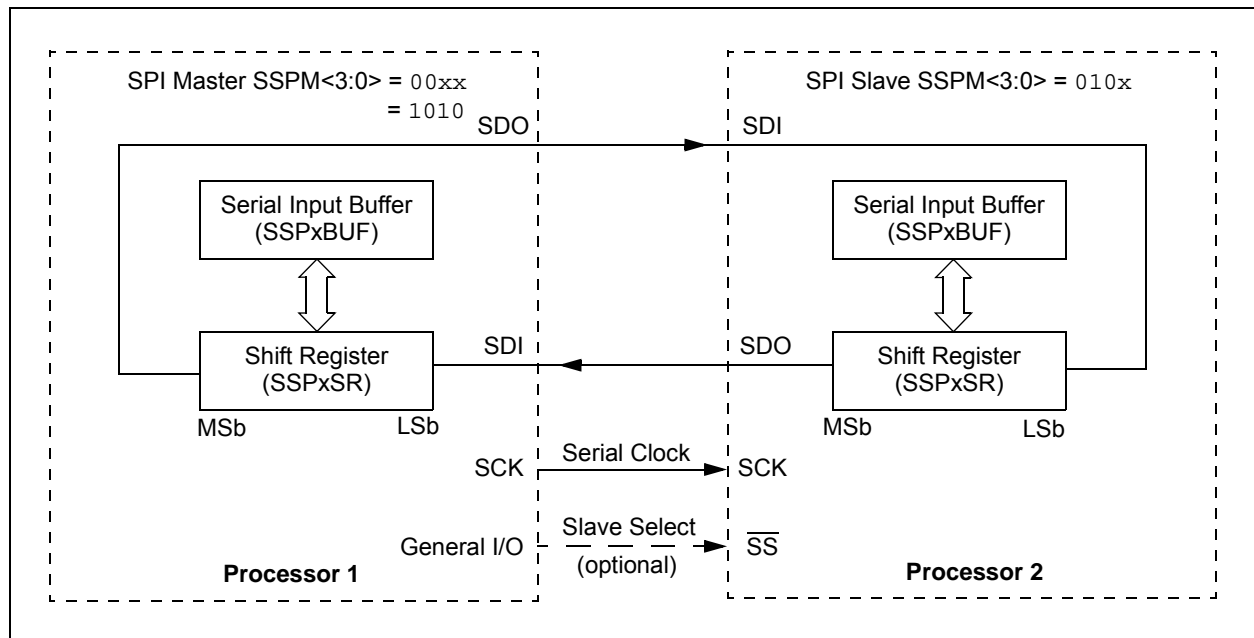 SPI Master SSPM<3:0> = 00xx
= 1010
SDO
Serial Input Buffer
(SSPxBUF)
Shift Register
(SSPxSR)
MSb
LSb
SDI
SCK
General I/O
Processor 1
Serial Clock
Slave Select
(optional)
SPI Slave SSPM<3:0> = 010x
SDI
Serial Input Buffer
(SSPxBUF)
SDO
Shift Register
(SSPxSR)
MSb
LSb
SCK
S̅S̅
Processor 2